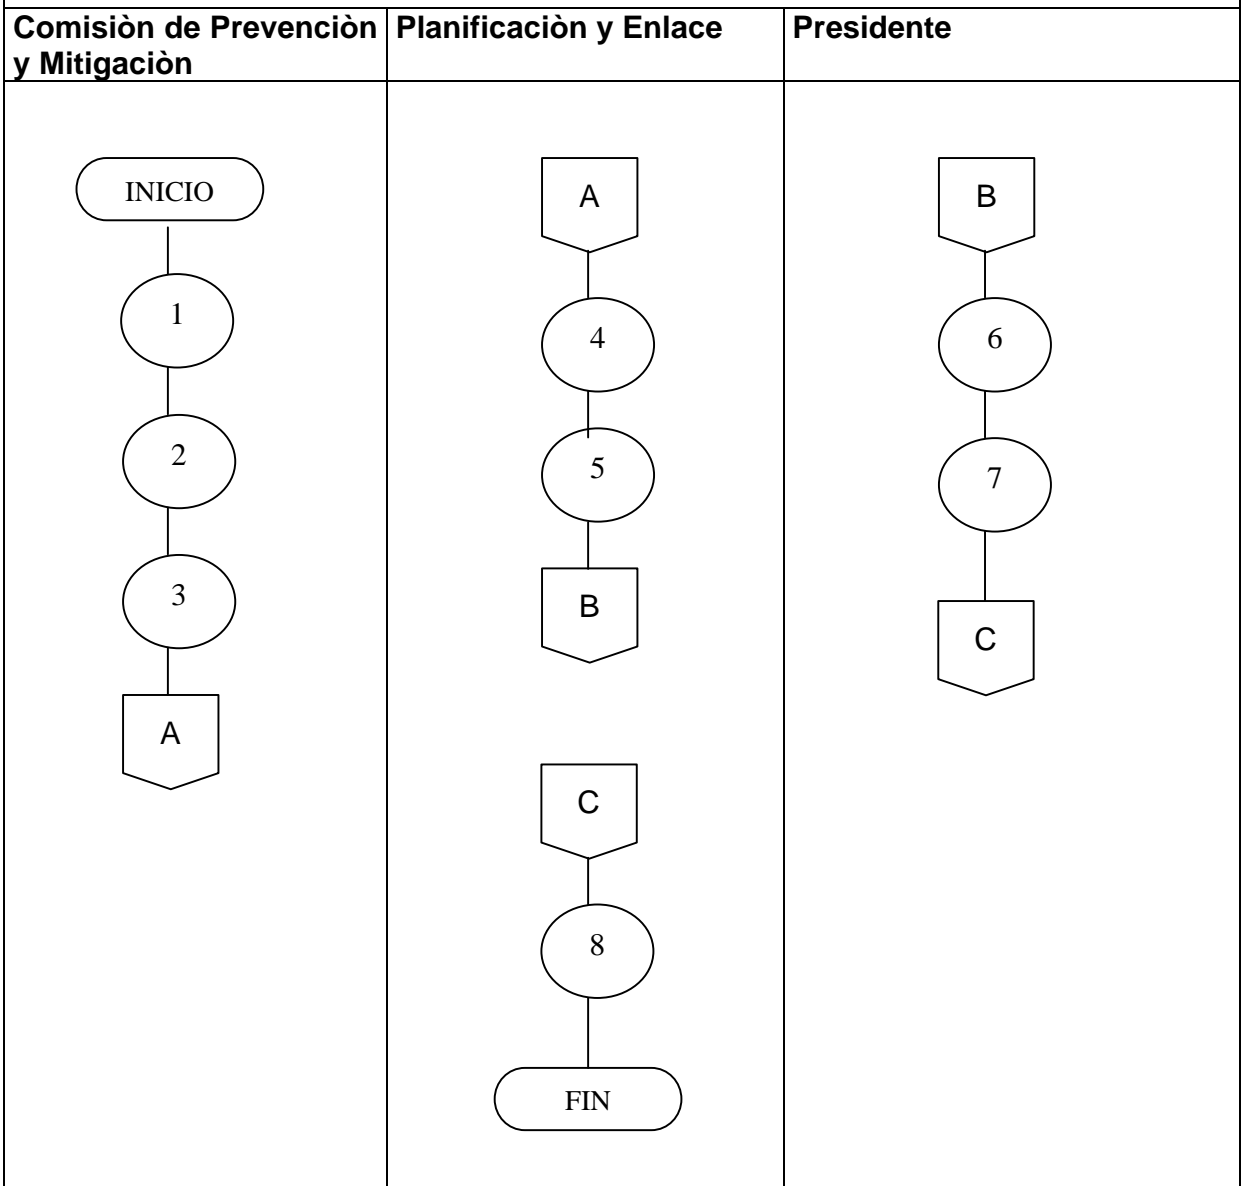 Comisiòn de Prevenciòn
y Mitigaciòn
Planificaciòn y Enlace
Presidente
INICIO
1
2
3
A
A
4
5
B
C
8
FIN
B
6
7
C